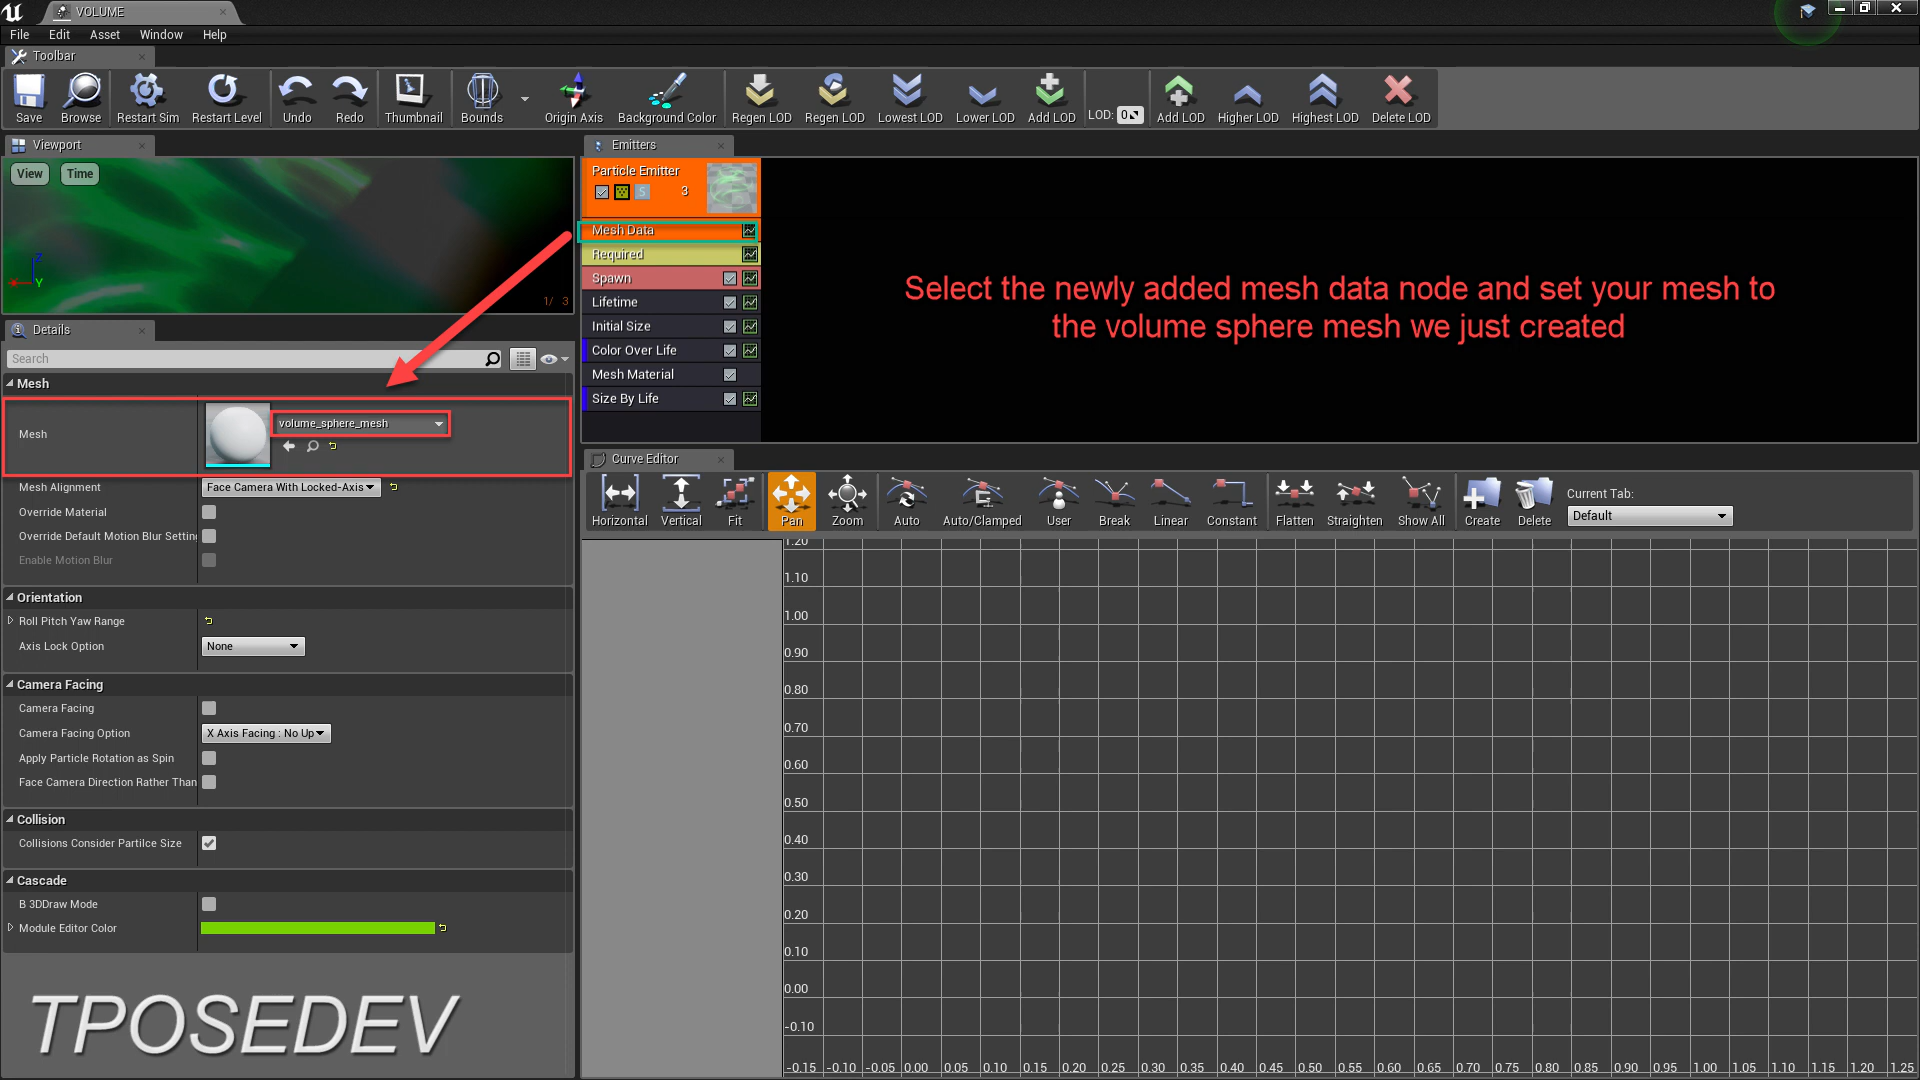 VOLUME
File Edit Asset Window Help
Toolbar
Save Browse Restart Sim Restart Level Undo Redo Thumbnail Bounds Origin Axis Background Color Regen LOD Regen LOD Lowest LOD Lower LOD Add LOD LOD: 0 Add LOD Higher LOD Highest LOD Delete LOD
Viewport
View Time
Z
Y
1/ 3
Emitters
Particle Emitter
S 3
Mesh Data
Required
Spawn
Lifetime
Initial Size
Color Over Life
Mesh Material
Size By Life
Select the newly added mesh data node and set your mesh to
the volume sphere mesh we just created
Details
Search
Mesh
Mesh volume_sphere_mesh
Mesh Alignment Face Camera With Locked-Axis
Override Material
Override Default Motion Blur Settin
Enable Motion Blur
Orientation
Roll Pitch Yaw Range
Axis Lock Option None
Camera Facing
Camera Facing
Camera Facing Option X Axis Facing : No Up
Apply Particle Rotation as Spin
Face Camera Direction Rather Than
Collision
Collisions Consider Partilce Size
Cascade
B 3DDraw Mode
Module Editor Color
TPOSEDEV
Curve Editor
Horizontal Vertical Fit Pan Zoom Auto Auto/Clamped User Break Linear Constant Flatten Straighten Show All Create Delete
Current Tab:
Default
1.20
1.10
1.00
0.90
0.80
0.70
0.60
0.50
0.40
0.30
0.20
0.10
0.00
-0.10
-0.15 -0.10 -0.05 0.00 0.05 0.10 0.15 0.20 0.25 0.30 0.35 0.40 0.45 0.50 0.55 0.60 0.65 0.70 0.75 0.80 0.85 0.90 0.95 1.00 1.05 1.10 1.15 1.20 1.25